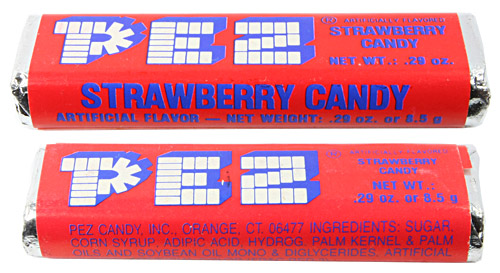 PEZ
® ARTIFICIALLY FLAVORED
STRAWBERRY
CANDY
NET. WT.: .29 oz.
STRAWBERRY CANDY
ARTIFICIAL FLAVOR — NET WEIGHT: .29 oz. or 8.5 g
PEZ
STRAWBERRY
CANDY
NET WT.:
.29 oz. or 8.5 g
PEZ CANDY, INC., ORANGE, CT. 06477 INGREDIENTS: SUGAR,
CORN SYRUP, ADIPIC ACID, HYDROG. PALM KERNEL & PALM
OILS AND SOYBEAN OIL MONO & DIGLYCERIDES, ARTIFICIAL